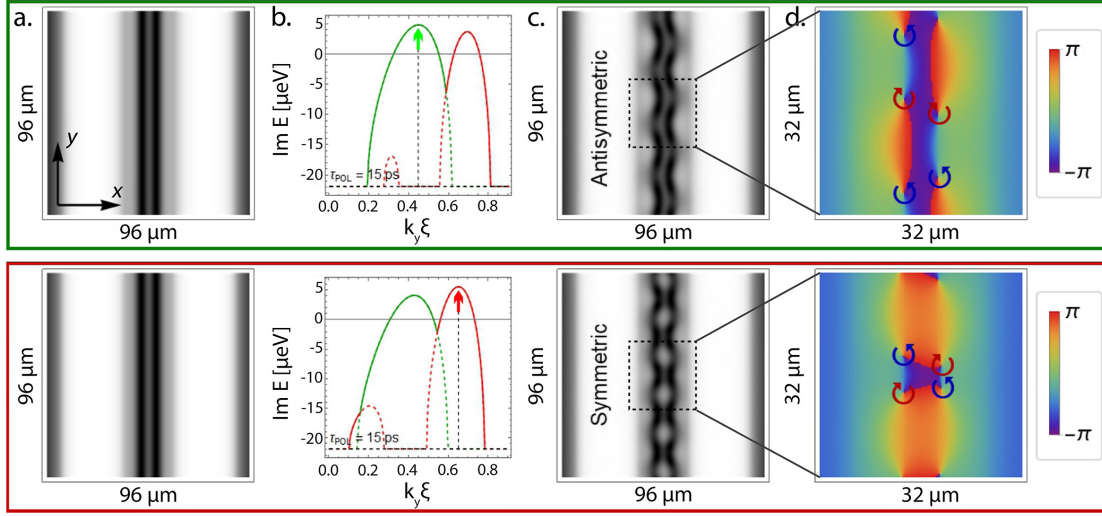 a.
b.
c.
d.
96 μm
y
x
96 μm
Im E [μeV]
5
0
-5
-10
-15
-20
τPOL = 15 ps
0.0 0.2 0.4 0.6 0.8
kyξ
96 μm
Antisymmetric
96 μm
32 μm
32 μm
π
-π
96 μm
96 μm
Im E [μeV]
5
0
-5
-10
-15
-20
τPOL = 15 ps
0.0 0.2 0.4 0.6 0.8
kyξ
96 μm
Symmetric
96 μm
32 μm
32 μm
π
-π